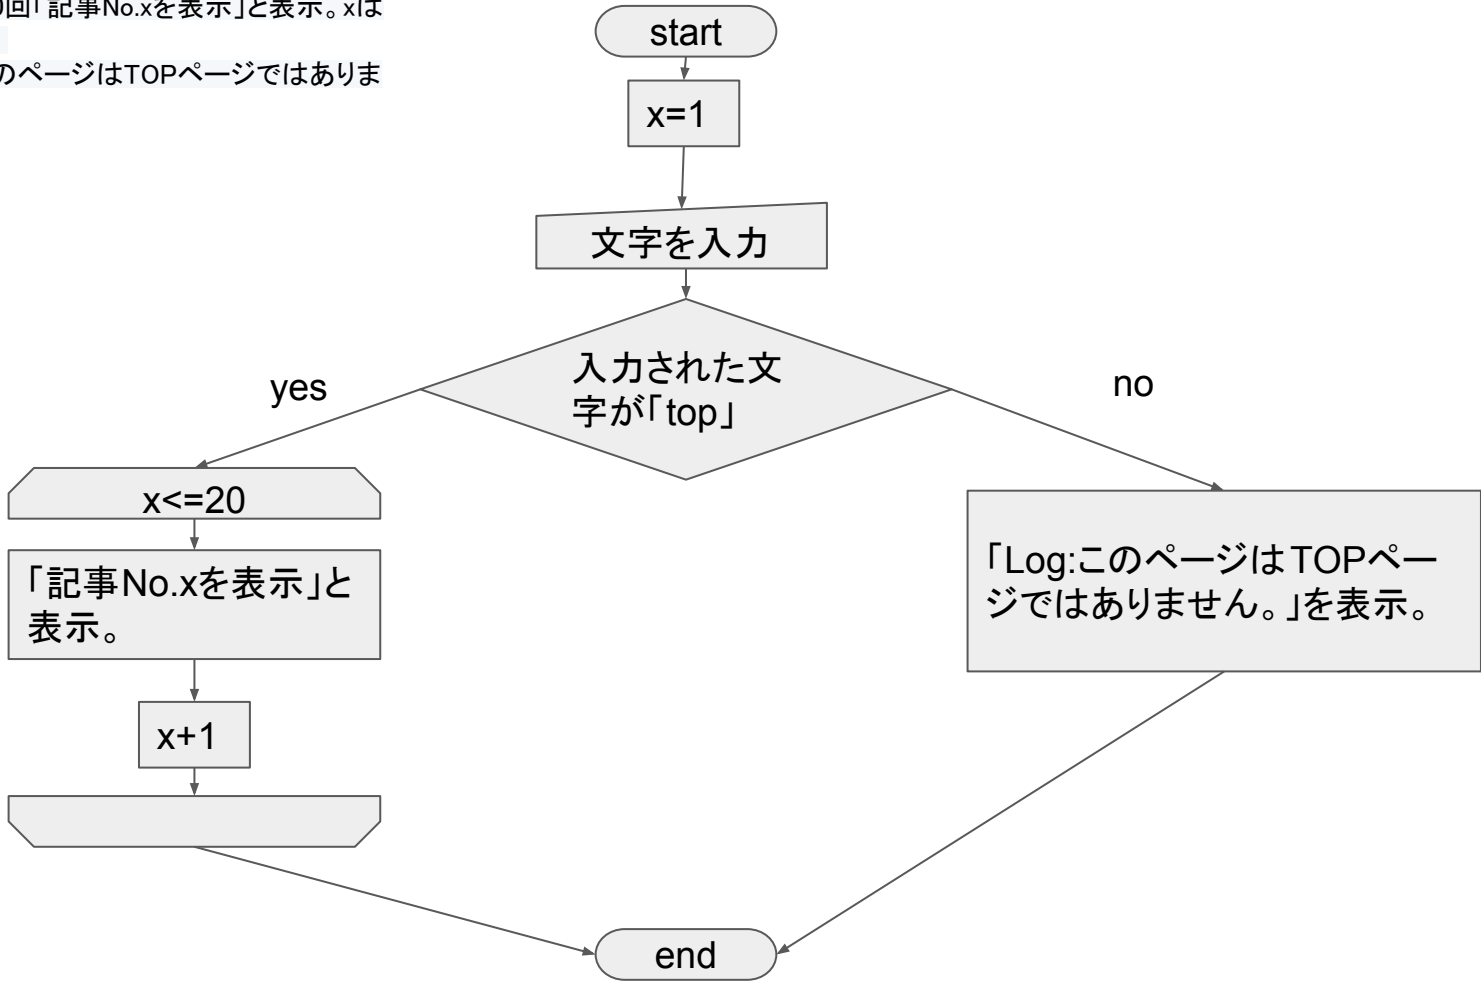 0回「記事No.xを表示」と表示。xは
のページはTOPページではありま
start
x=1
文字を入力
入力された文
字が「top」
yes
no
x<=20
「記事No.xを表示」と
表示。
x+1
「Log:このページはTOPペー
ジではありません。」を表示。
end